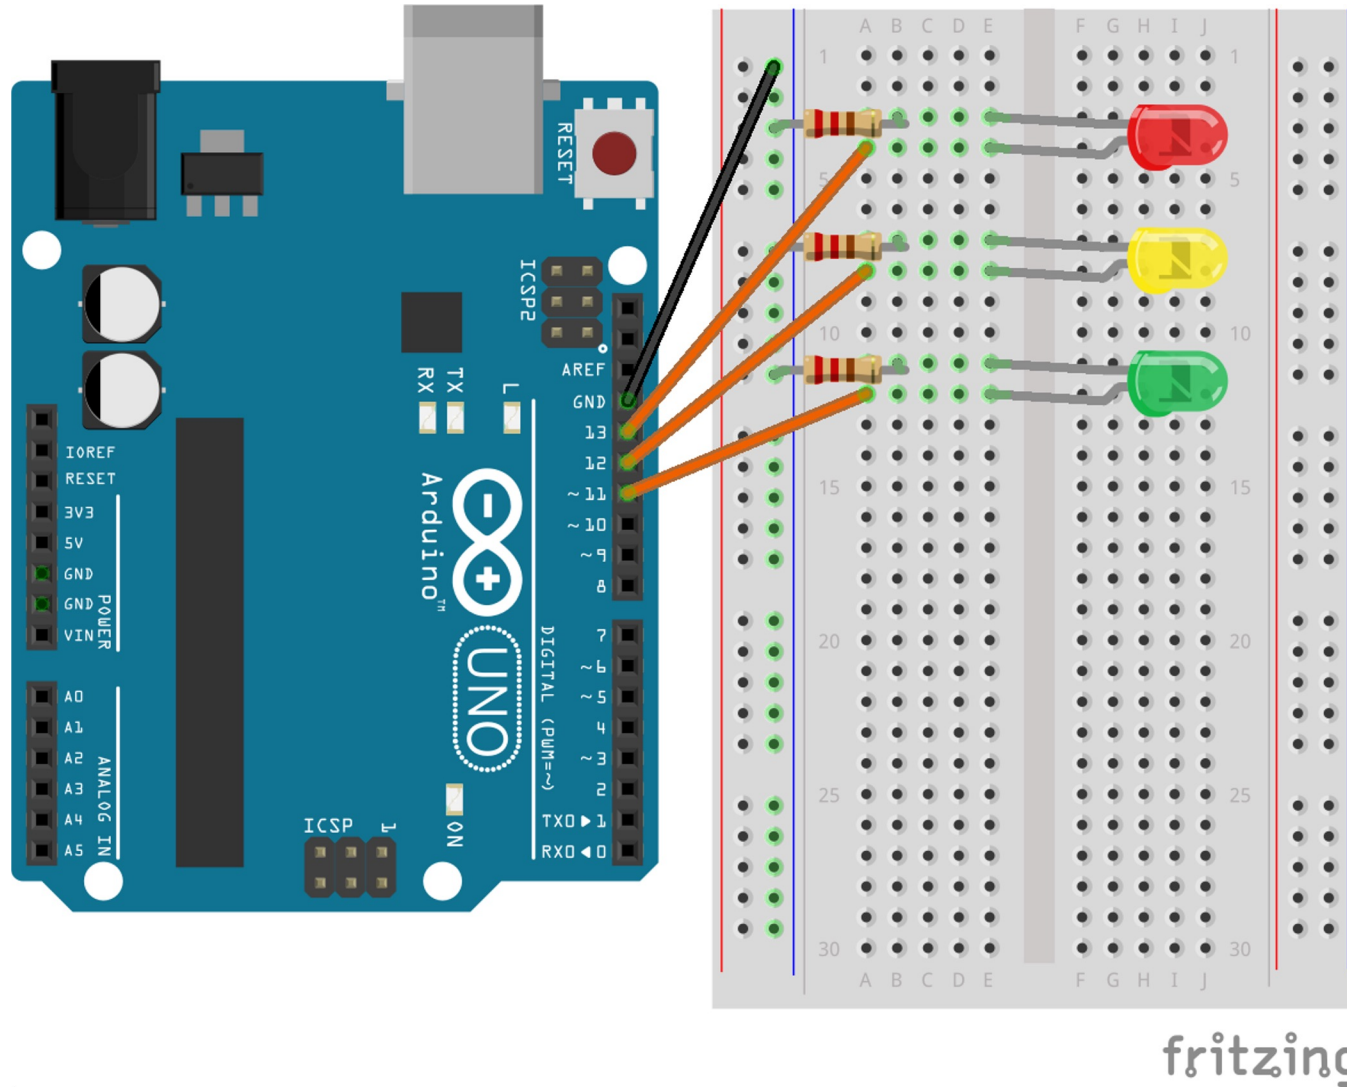 A B C D E F G H I J
1 1
RESET
5 5
ICSP2
10 10
AREF
GND
13
12
~11
~10
~9
8
RX TX L
IOREF
RESET
3V3
5V
GND
GND
VIN
POWER
Arduino™
UNO
15 15
DIGITAL (PWM=~)
7
~6
~5
4
~3
2
TX0▶1
RX0◀0
20 20
A0
A1
A2
A3
A4
A5
ANALOG IN
25 25
ICSP 1
ON
30 30
A B C D E F G H I J
fritzing